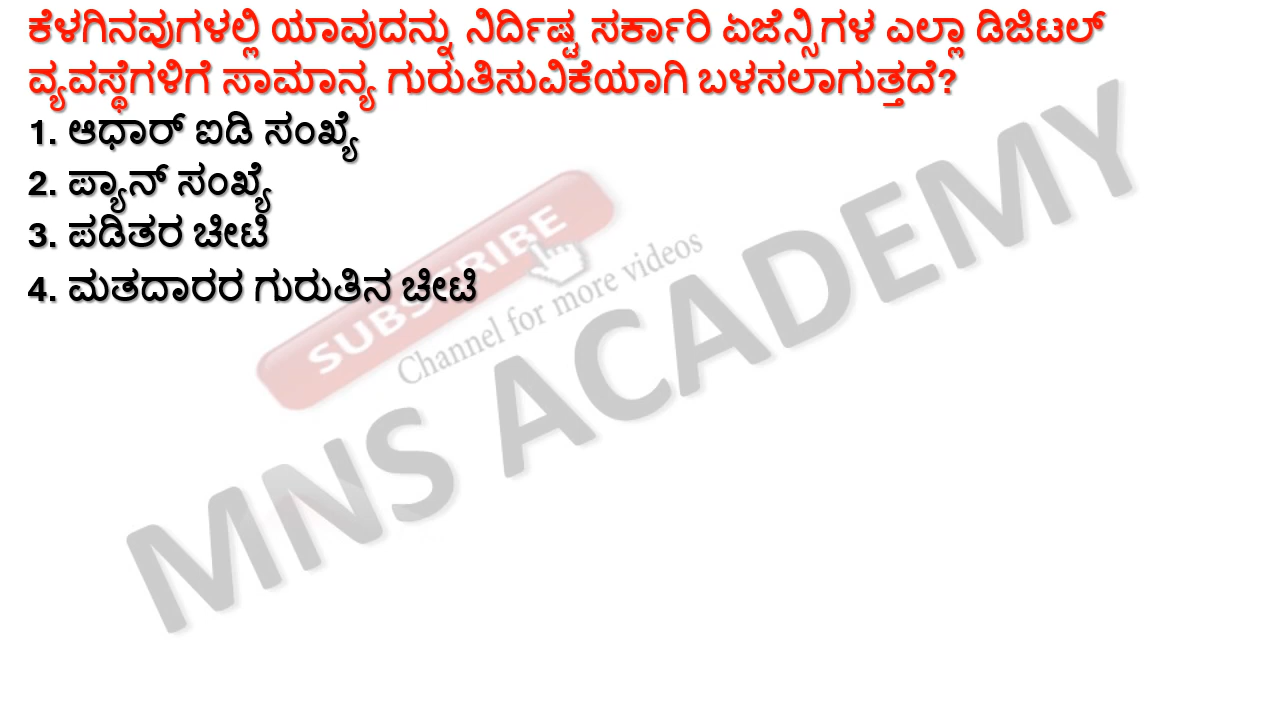 ಕೆಳಗಿನವುಗಳಲ್ಲಿ ಯಾವುದನ್ನು ನಿರ್ದಿಷ್ಟ ಸರ್ಕಾರಿ ಏಜೆನ್ಸಿಗಳ ಎಲ್ಲಾ ಡಿಜಿಟಲ್
ವ್ಯವಸ್ಥೆಗಳಿಗೆ ಸಾಮಾನ್ಯ ಗುರುತಿಸುವಿಕೆಯಾಗಿ ಬಳಸಲಾಗುತ್ತದೆ?
1. ಆಧಾರ್ ಐಡಿ ಸಂಖ್ಯೆ
2. ಪ್ಯಾನ್ ಸಂಖ್ಯೆ
3. ಪಡಿತರ ಚೀಟಿ
4. ಮತದಾರರ ಗುರುತಿನ ಚೀಟಿ
SUBSCRIBE
Channel for more videos
MNS ACADEMY